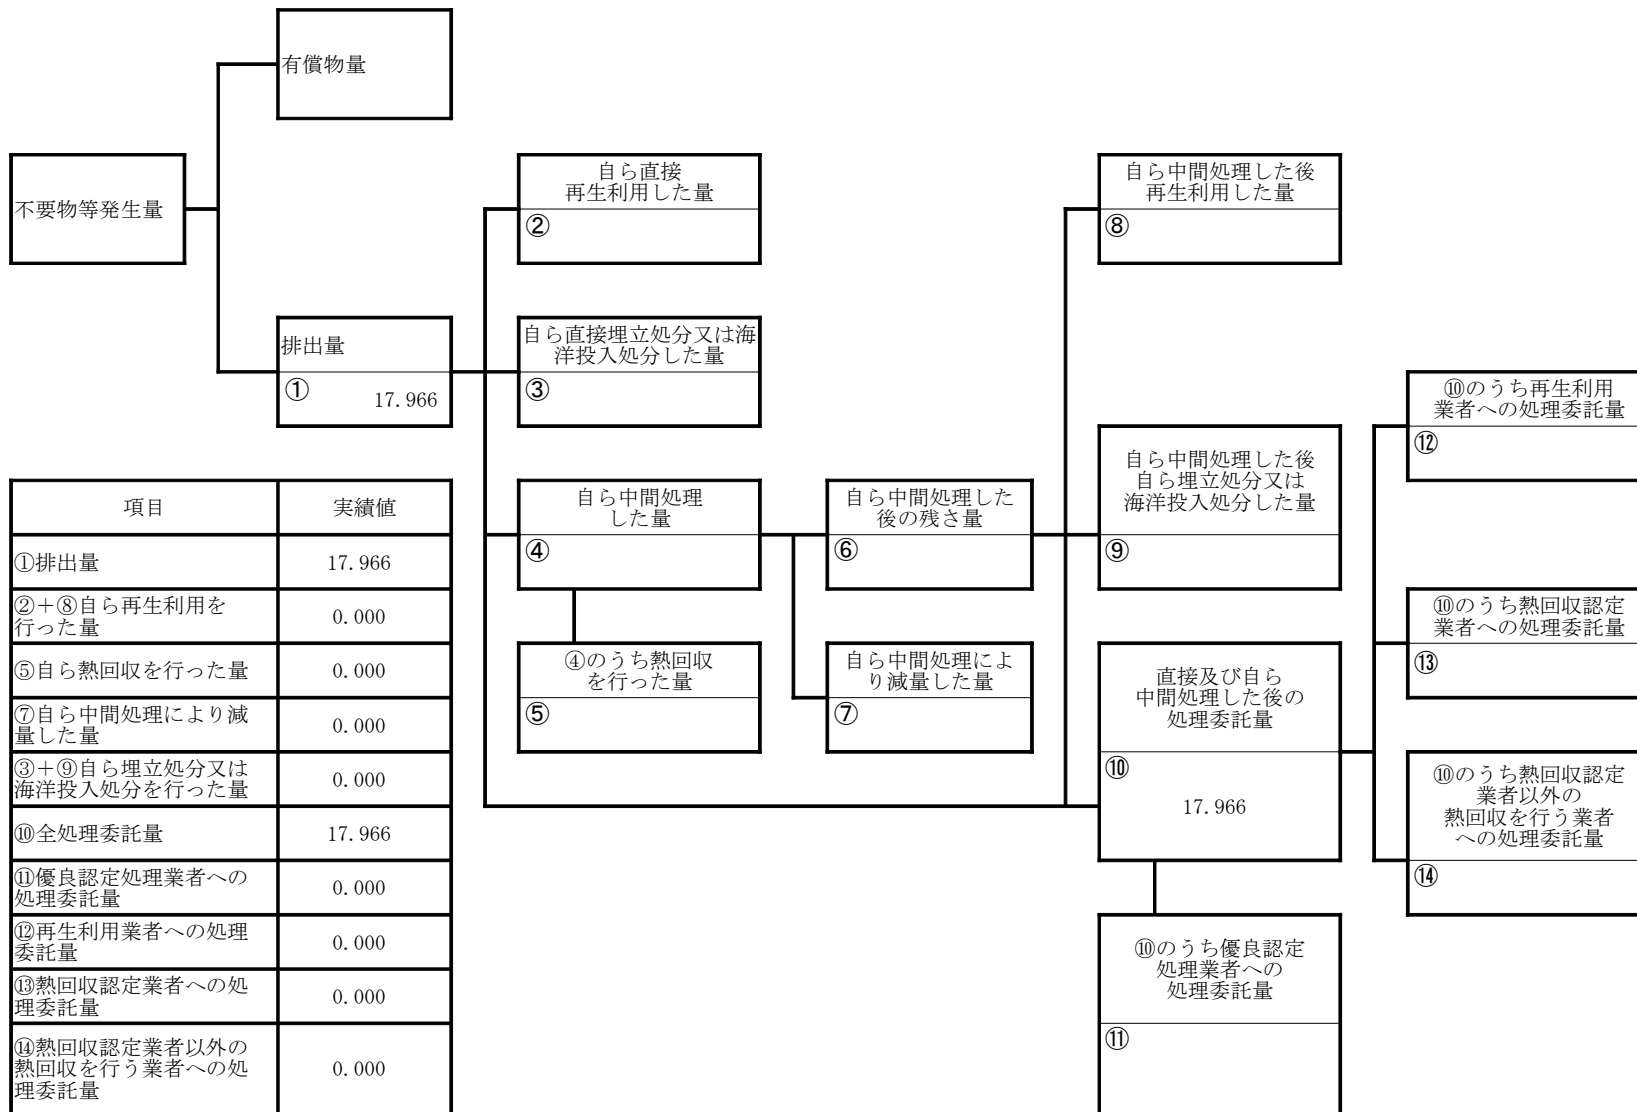 有償物量
不要物等発生量
排出量
①
17.966
自ら直接
再生利用した量
②
自ら直接埋立処分又は海
洋投入処分した量
③
自ら中間処理
した量
④
④のうち熱回収
を行った量
⑤
自ら中間処理した
後の残さ量
⑥
自ら中間処理によ
り減量した量
⑦
自ら中間処理した後
再生利用した量
⑧
自ら中間処理した後
自ら埋立処分又は
海洋投入処分した量
⑨
直接及び自ら
中間処理した後の
処理委託量
⑩
17.966
⑩のうち優良認定
処理業者への
処理委託量
⑪
⑩のうち再生利用
業者への処理委託量
⑫
⑩のうち熱回収認定
業者への処理委託量
⑬
⑩のうち熱回収認定
業者以外の
熱回収を行う業者
への処理委託量
⑭
項目 実績値
①排出量 17.966
②＋⑧自ら再生利用を
行った量 0.000
⑤自ら熱回収を行った量 0.000
⑦自ら中間処理により減
量した量 0.000
③＋⑨自ら埋立処分又は
海洋投入処分を行った量 0.000
⑩全処理委託量 17.966
⑪優良認定処理業者への
処理委託量 0.000
⑫再生利用業者への処理
委託量 0.000
⑬熱回収認定業者への処
理委託量 0.000
⑭熱回収認定業者以外の
熱回収を行う業者への処
理委託量 0.000